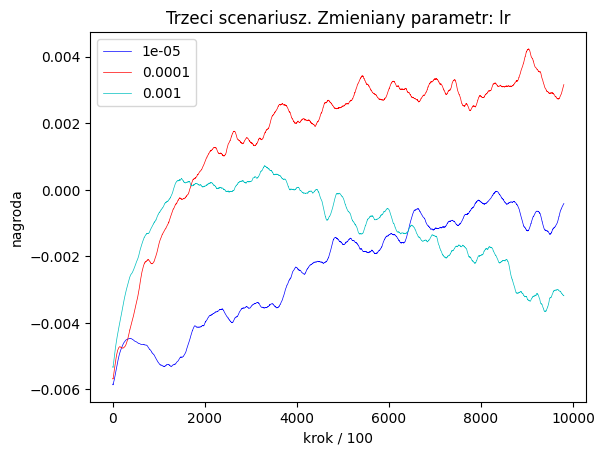 Trzeci scenariusz. Zmieniany parametr: lr
1e-05
0.0001
0.001
0.004
0.002
0.000
−0.002
−0.004
−0.006
nagroda
0 2000 4000 6000 8000 10000
krok / 100